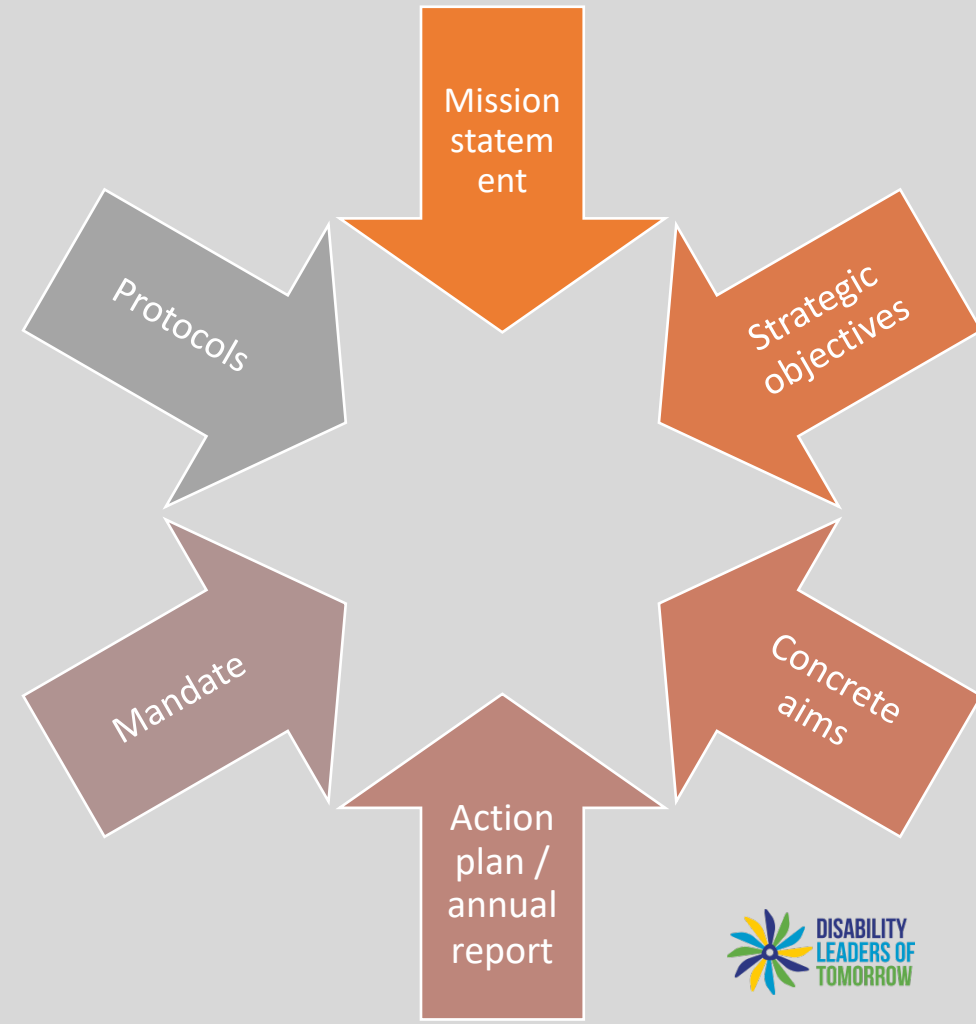 Mission
statem
ent
Strategic
objectives
Concrete
aims
Action
plan /
annual
report
Mandate
Protocols
DISABILITY
LEADERS OF
TOMORROW